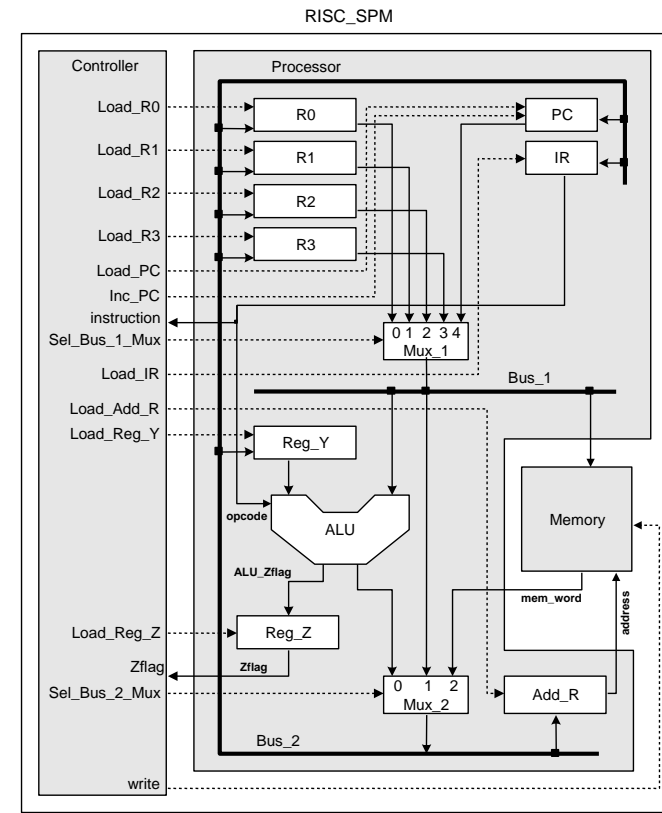 RISC_SPM
Controller
Processor
Load_R0
R0
PC
Load_R1
R1
IR
Load_R2
R2
Load_R3
R3
Load_PC
Inc_PC
instruction
0 1 2 3 4
Sel_Bus_1_Mux
Mux_1
Load_IR
Bus_1
Load_Add_R
Load_Reg_Y
Reg_Y
opcode
ALU
Memory
ALU_Zflag
mem_word
address
Load_Reg_Z
Reg_Z
Zflag
Zflag
Sel_Bus_2_Mux
0 1 2
Mux_2
Add_R
Bus_2
write